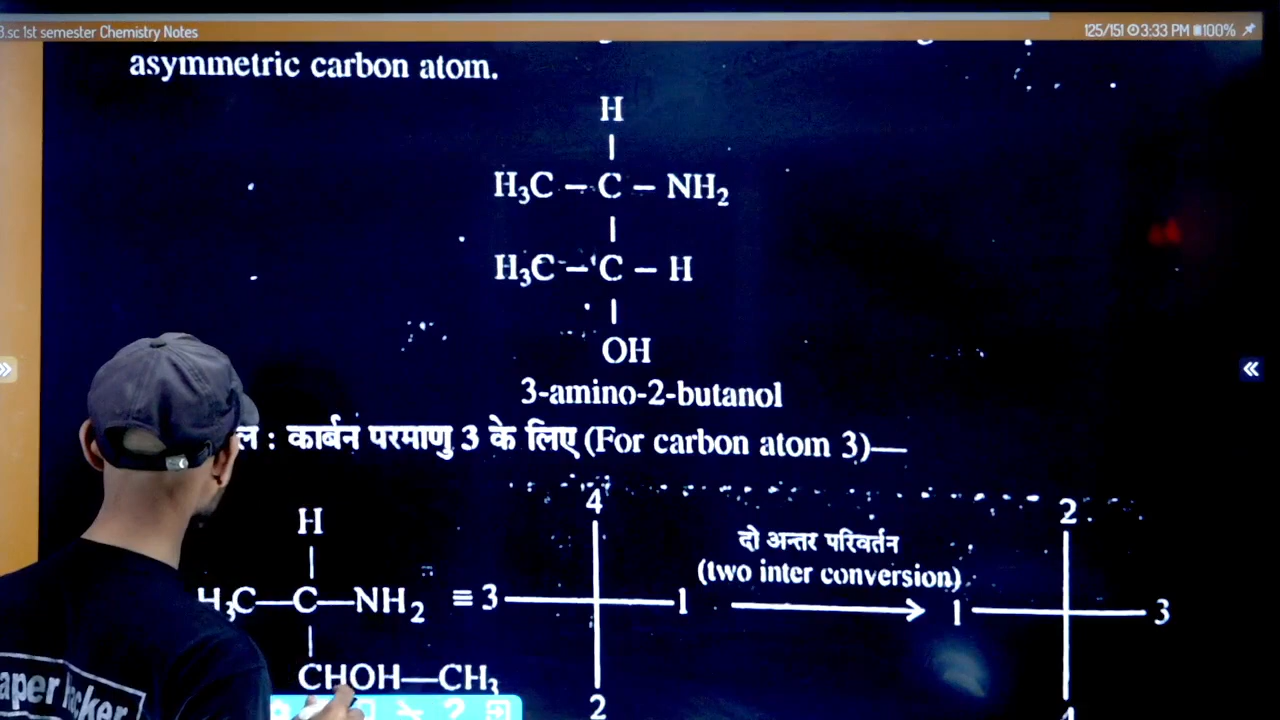 B.sc 1st semester Chemistry Notes
125/151 3:33 PM 100%
asymmetric carbon atom.
H
H₃C – C – NH₂
H₃C – C – H
OH
3-amino-2-butanol
ल : कार्बन परमाणु 3 के लिए (For carbon atom 3)—
H
H₃C—C—NH₂ ≡ 3
CHOH—CH₃
4
1
2
दो अन्तर परिवर्तन
(two inter conversion)
2
1
3
4
aper hacker